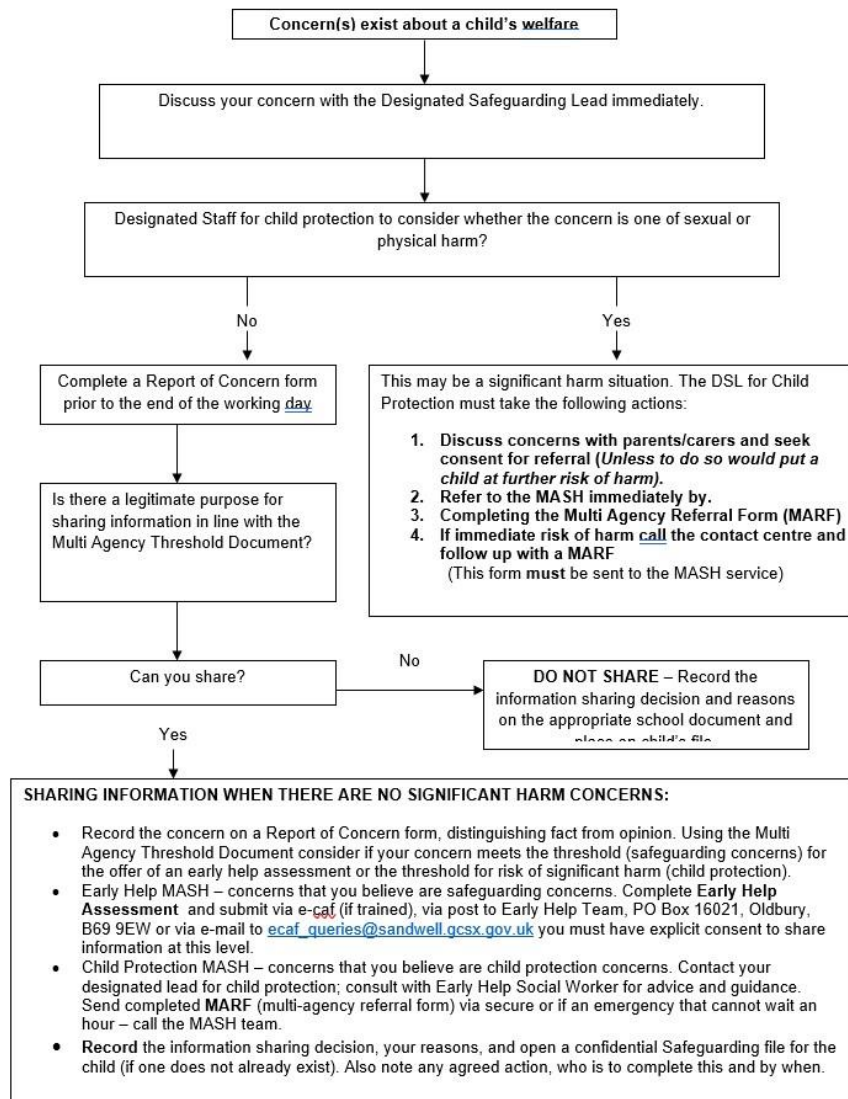 Concern(s) exist about a child's welfare
Discuss your concern with the Designated Safeguarding Lead immediately.
Designated Staff for child protection to consider whether the concern is one of sexual or
physical harm?
No
Yes
Complete a Report of Concern form
prior to the end of the working day
This may be a significant harm situation. The DSL for Child
Protection must take the following actions:
1. Discuss concerns with parents/carers and seek
consent for referral (Unless to do so would put a
child at further risk of harm).
2. Refer to the MASH immediately by.
3. Completing the Multi Agency Referral Form (MARF)
4. If immediate risk of harm call the contact centre and
follow up with a MARF
(This form must be sent to the MASH service)
Is there a legitimate purpose for
sharing information in line with the
Multi Agency Threshold Document?
Can you share?
No
DO NOT SHARE – Record the
information sharing decision and reasons
on the appropriate school document and
place on child's file
Yes
SHARING INFORMATION WHEN THERE ARE NO SIGNIFICANT HARM CONCERNS:
• Record the concern on a Report of Concern form, distinguishing fact from opinion. Using the Multi
Agency Threshold Document consider if your concern meets the threshold (safeguarding concerns) for
the offer of an early help assessment or the threshold for risk of significant harm (child protection).
• Early Help MASH – concerns that you believe are safeguarding concerns. Complete Early Help
Assessment and submit via e-caf (if trained), via post to Early Help Team, PO Box 16021, Oldbury,
B69 9EW or via e-mail to ecaf_queries@sandwell.gcsx.gov.uk you must have explicit consent to share
information at this level.
• Child Protection MASH – concerns that you believe are child protection concerns. Contact your
designated lead for child protection; consult with Early Help Social Worker for advice and guidance.
Send completed MARF (multi-agency referral form) via secure or if an emergency that cannot wait an
hour – call the MASH team.
• Record the information sharing decision, your reasons, and open a confidential Safeguarding file for the
child (if one does not already exist). Also note any agreed action, who is to complete this and by when.